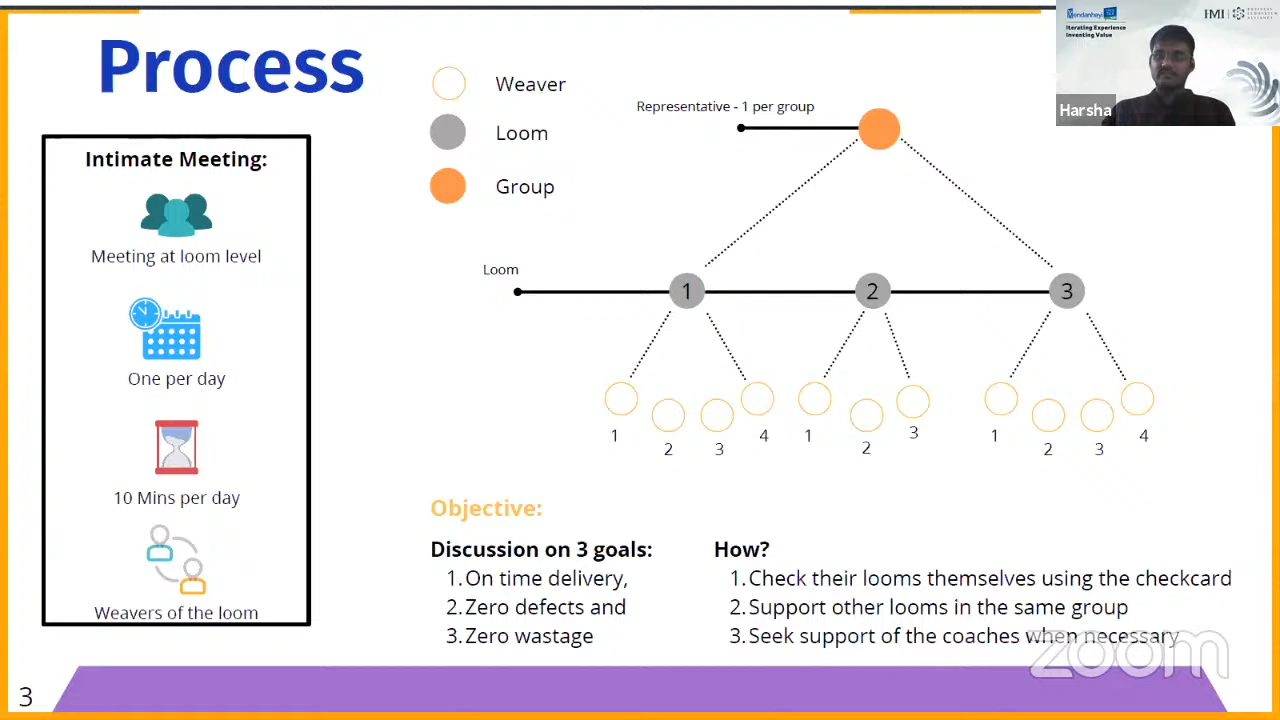 Process
Intimate Meeting:
Meeting at loom level
One per day
10 Mins per day
Weavers of the loom
Weaver
Loom
Group
Representative - 1 per group
Loom
1
2
3
1
2
3
4
1
2
3
1
2
3
4
Objective:
Discussion on 3 goals:
1.On time delivery,
2.Zero defects and
3.Zero wastage
How?
1.Check their looms themselves using the checkcard
2.Support other looms in the same group
3.Seek support of the coaches when necessary
3
Iterating Experience
Inventing Value
IMI
Harsha
zoom